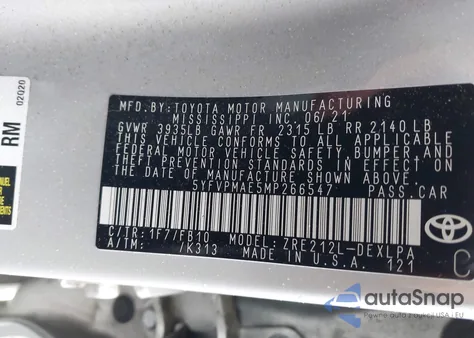 MFD.BY:TOYOTA MOTOR MANUFACTURING
MISSISSIPPI INC. 06/21
GVWR 3935LB GAWR FR 2315 LB RR 2140 LB
THIS VEHICLE CONFORMS TO ALL APPLICABLE
FEDERAL MOTOR VEHICLE SAFETY, BUMPER, AND
THEFT PREVENTION STANDARDS IN EFFECT ON
THE DATE OF MANUFACTURE SHOWN ABOVE.
5YFVPMAE5MP266547 PASS.CAR
C/TR: 1F7/FB10 MODEL: ZRE212L-DEXLPA
A/TM: /K313 MADE IN U.S.A. 121
TOYOTA
C
02020
RM
autaSnap